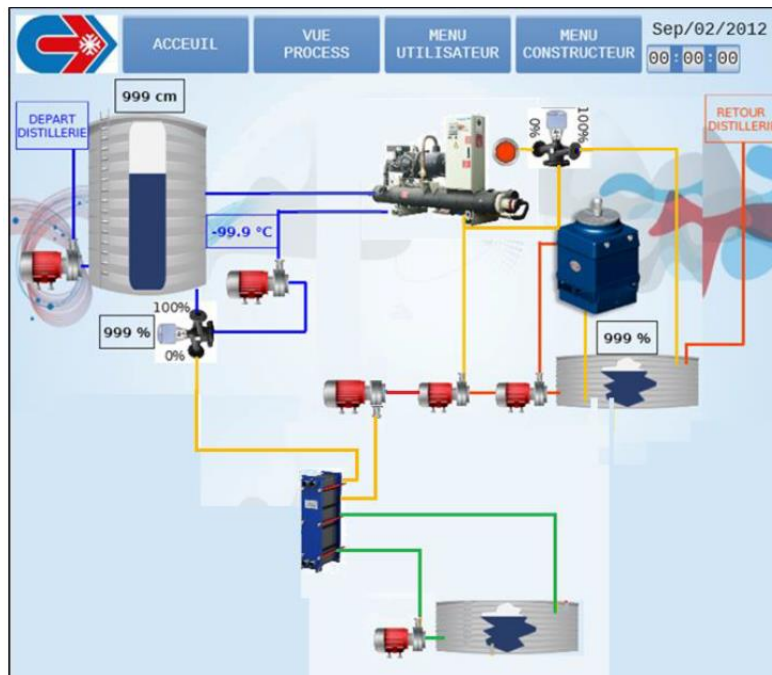 ACCEUIL
VUE
PROCESS
MENU
UTILISATEUR
MENU
CONSTRUCTEUR
Sep/02/2012
00:00:00
999 cm
DEPART
DISTILLERIE
100%
0%
RETOUR
DISTILLERIE
-99.9 °C
100%
999 %
0%
999 %